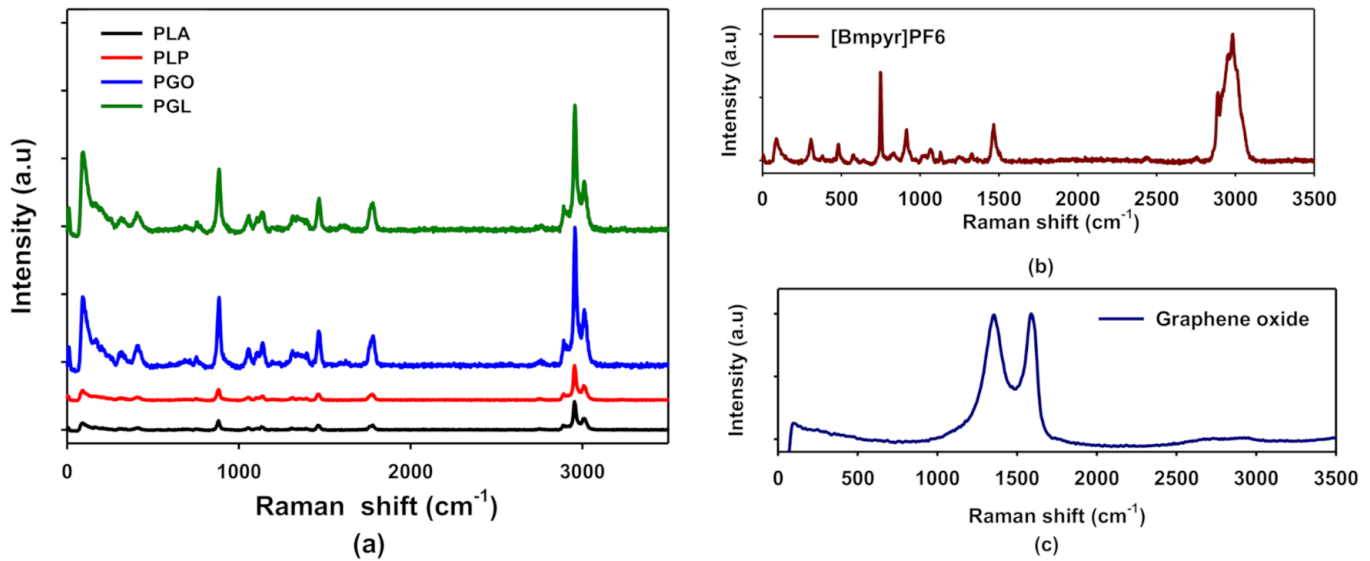 Intensity (a.u)
PLA
PLP
PGO
PGL
0 1000 2000 3000
Raman shift (cm-1)
(a)
Intensity (a.u)
[Bmpyr]PF6
0 500 1000 1500 2000 2500 3000 3500
Raman shift (cm-1)
(b)
Intensity (a.u)
Graphene oxide
0 500 1000 1500 2000 2500 3000 3500
Raman shift (cm-1)
(c)